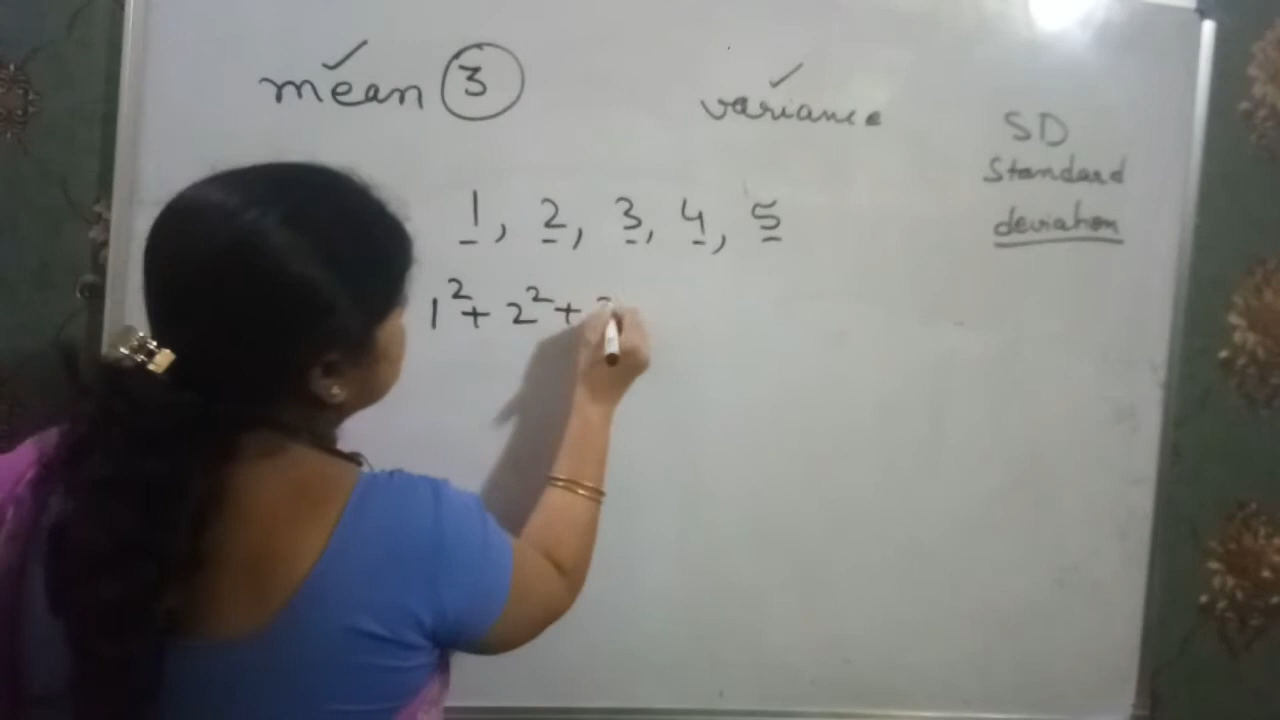 mean 3
variance
SD
Standard
deviation
1, 2, 3, 4, 5
1² + 2² +